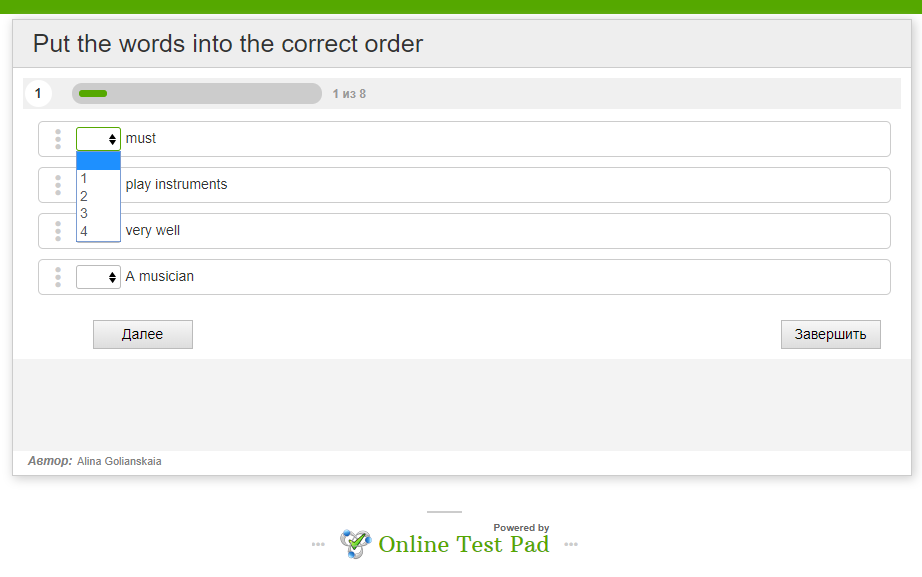 Put the words into the correct order
1
1 из 8
must
1
2
3
4
play instruments
very well
A musician
Далее
Завершить
Автор: Alina Golianskaia
Powered by
Online Test Pad